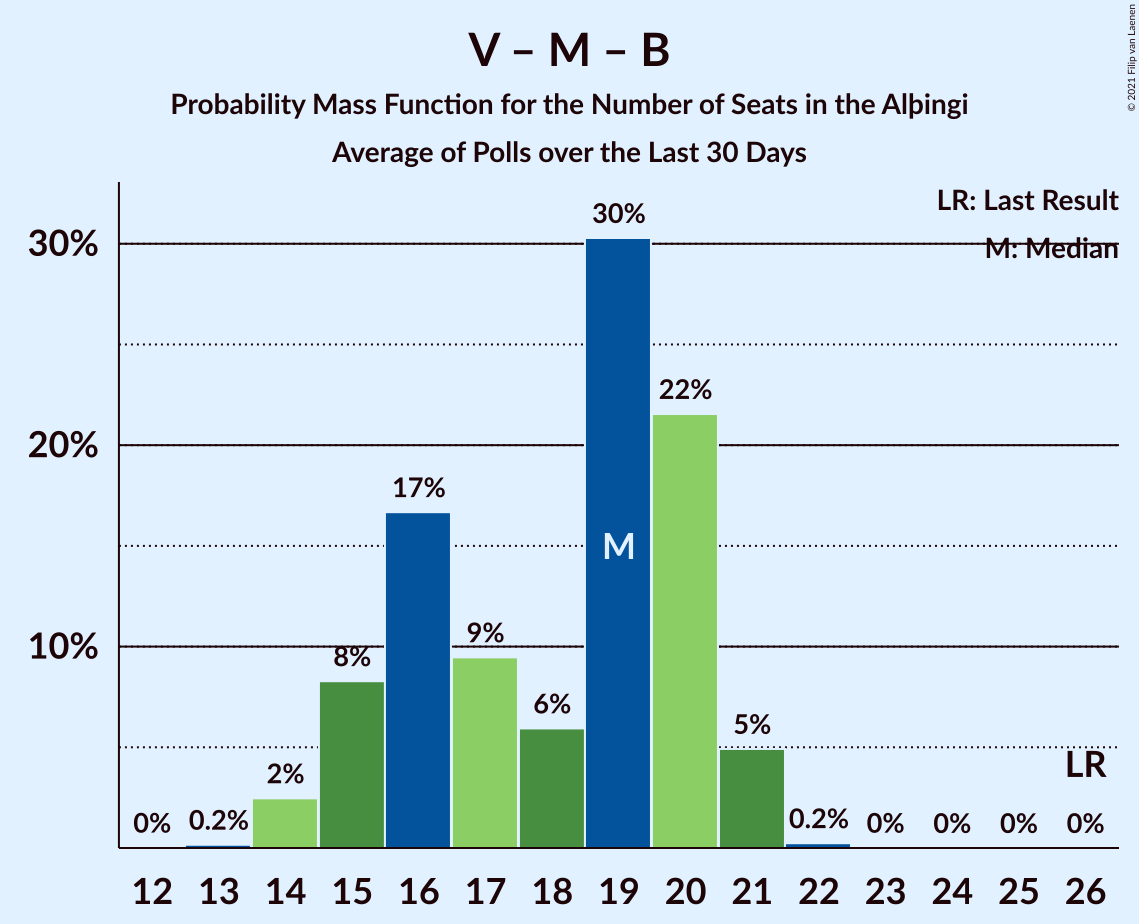 V – M – B
Probability Mass Function for the Number of Seats in the Alþingi
Average of Polls over the Last 30 Days
© 2021 Filip van Laenen
LR: Last Result
M: Median
30%
20%
10%
0%
0.2%
2%
8%
17%
9%
6%
30%
22%
5%
0.2%
0%
0%
0%
0%
M
LR
12 13 14 15 16 17 18 19 20 21 22 23 24 25 26